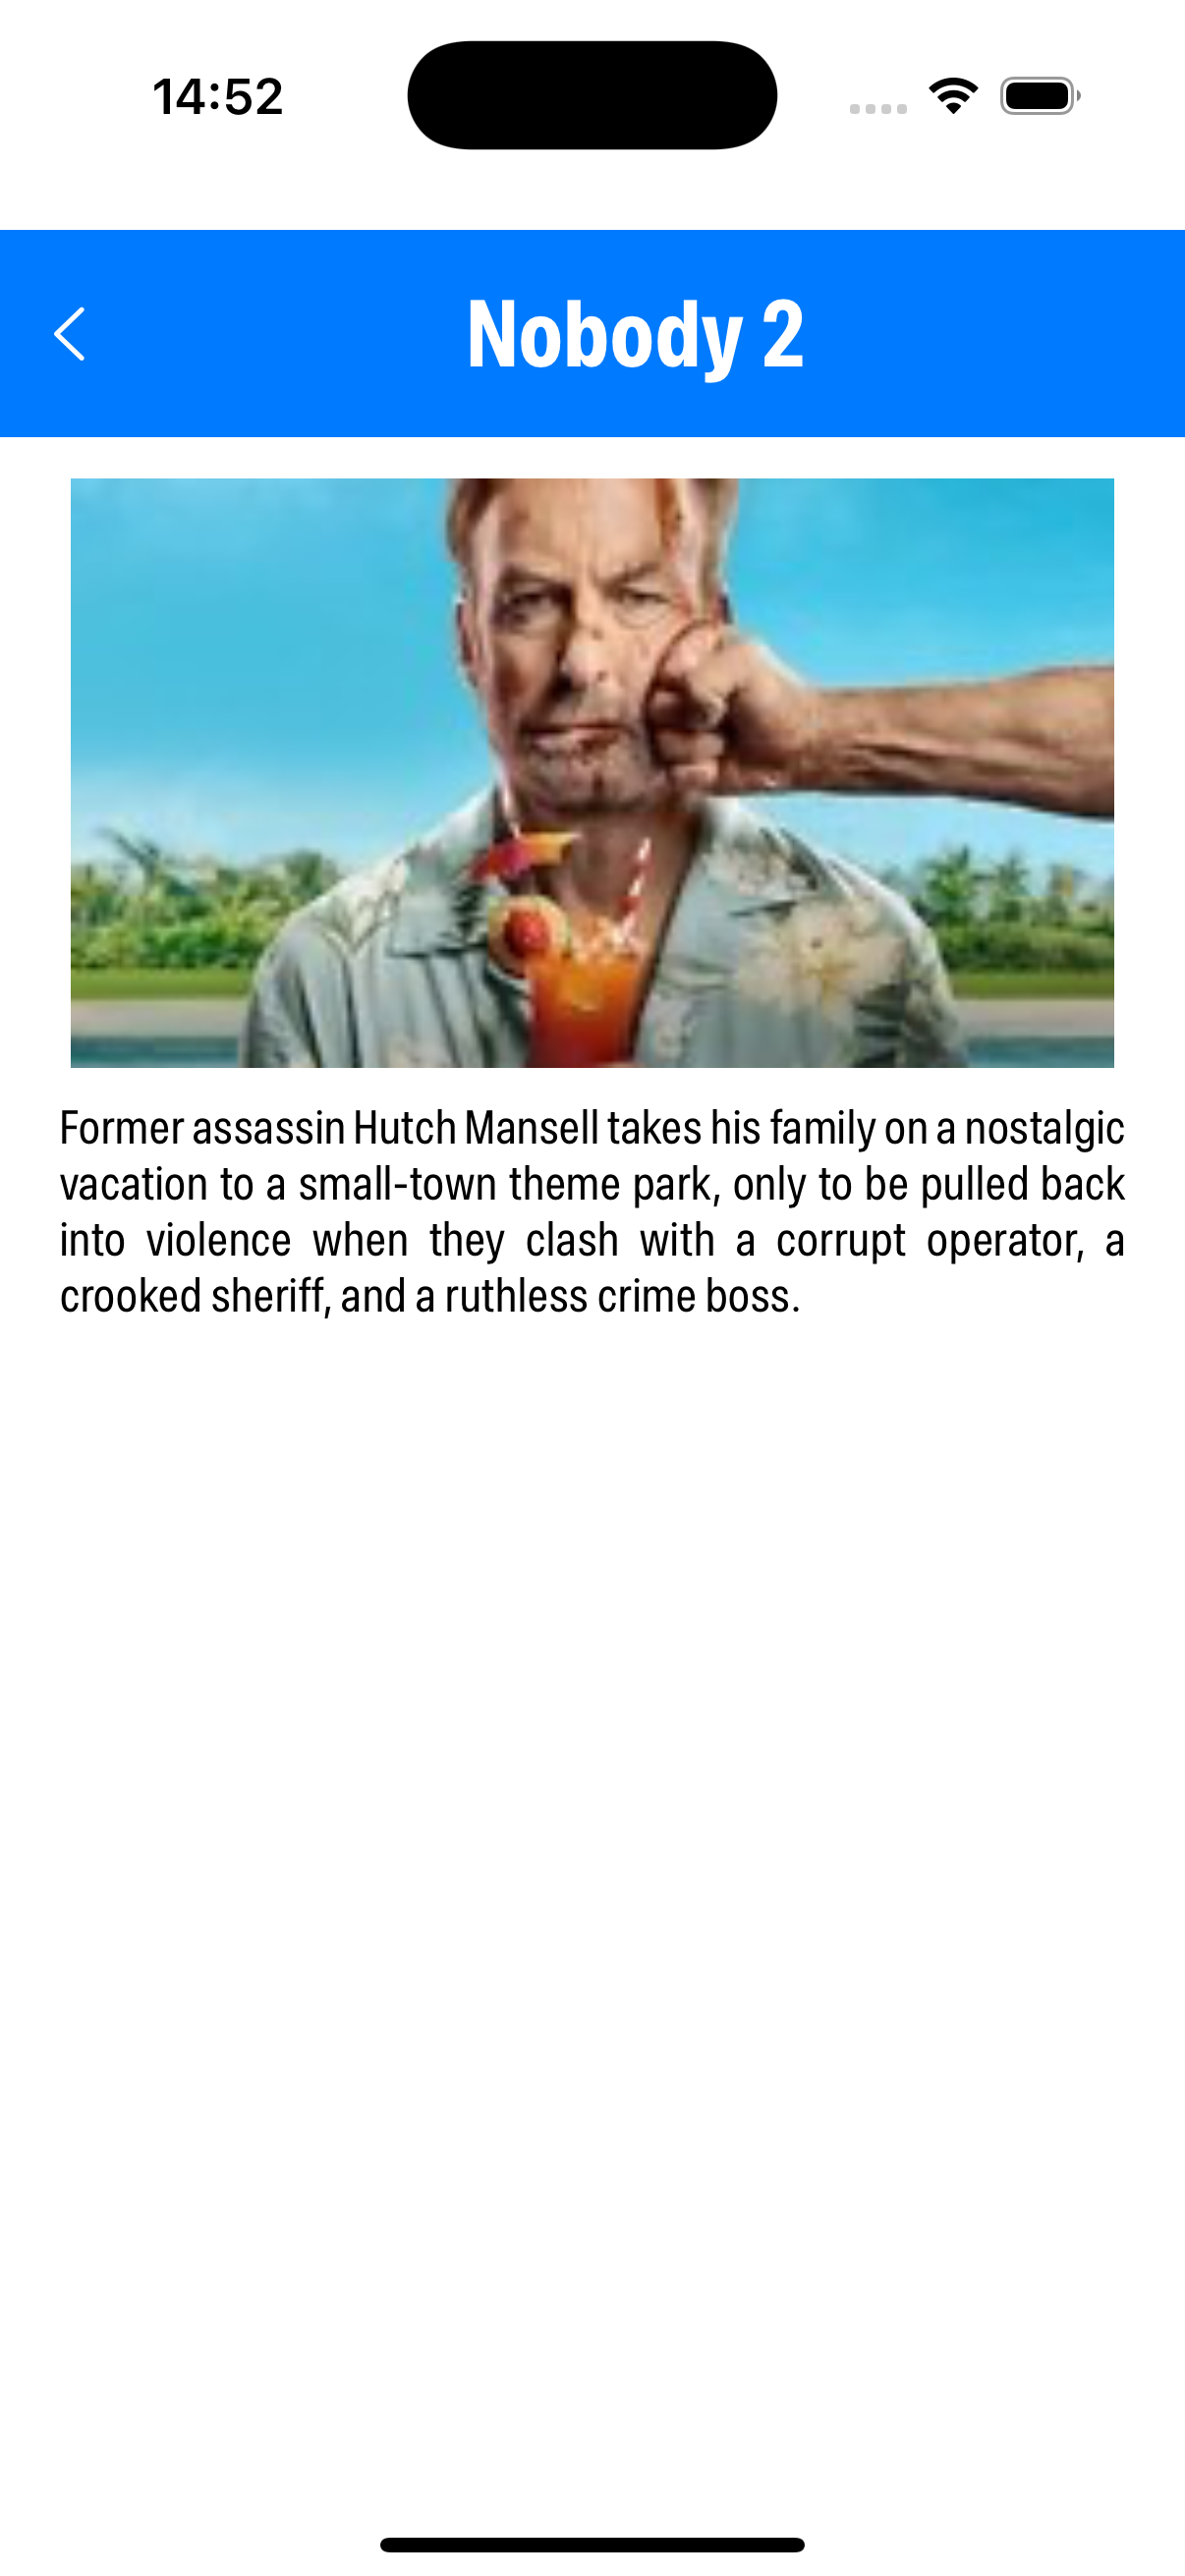 14:52
Nobody 2
Former assassin Hutch Mansell takes his family on a nostalgic
vacation to a small-town theme park, only to be pulled back
into violence when they clash with a corrupt operator, a
crooked sheriff, and a ruthless crime boss.